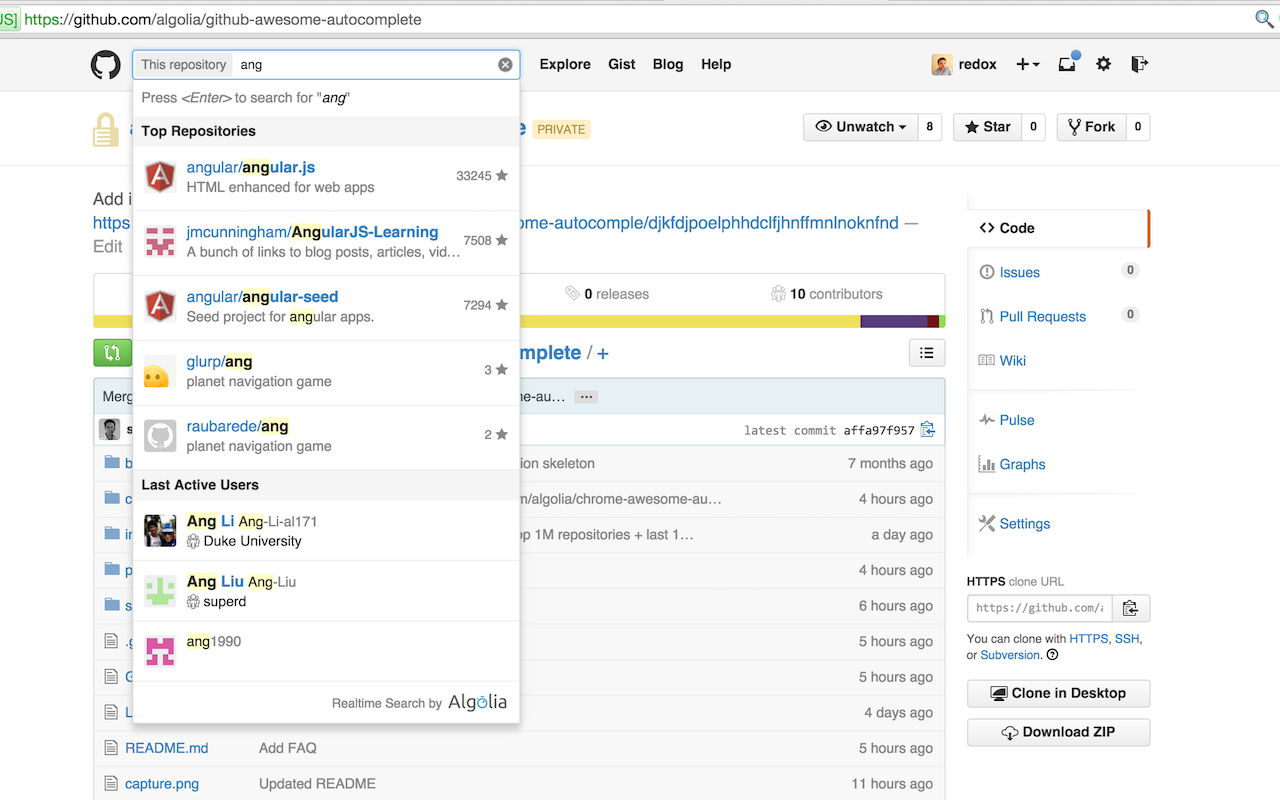 US] https://github.com/algolia/github-awesome-autocomplete
This repository ang
Explore Gist Blog Help
redox
Press <Enter> to search for "ang"
Top Repositories
angular/angular.js
HTML enhanced for web apps
33245
jmcunningham/AngularJS-Learning
A bunch of links to blog posts, articles, vid…
7508
angular/angular-seed
Seed project for angular apps.
7294
glurp/ang
planet navigation game
3
raubarede/ang
planet navigation game
2
Last Active Users
Ang Li Ang-Li-al171
Duke University
Ang Liu Ang-Liu
superd
ang1990
Realtime Search by Algolia
PRIVATE
Unwatch 8
Star 0
Fork 0
Add i
https
ome-autocomple/djkfdjpoelphhdclfjhnffmnlnoknfnd —
Edit
0 releases
10 contributors
mplete / +
Merg
ne-au… …
s
latest commit affa97f957
b
ion skeleton 7 months ago
c
m/algolia/chrome-awesome-au… 4 hours ago
op 1M repositories + last 1… a day ago
p
4 hours ago
s
6 hours ago
.g
5 hours ago
G
5 hours ago
L
4 days ago
README.md Add FAQ 5 hours ago
capture.png Updated README 11 hours ago
Code
Issues 0
Pull Requests 0
Wiki
Pulse
Graphs
Settings
HTTPS clone URL
https://github.com/a
You can clone with HTTPS, SSH,
or Subversion.
Clone in Desktop
Download ZIP